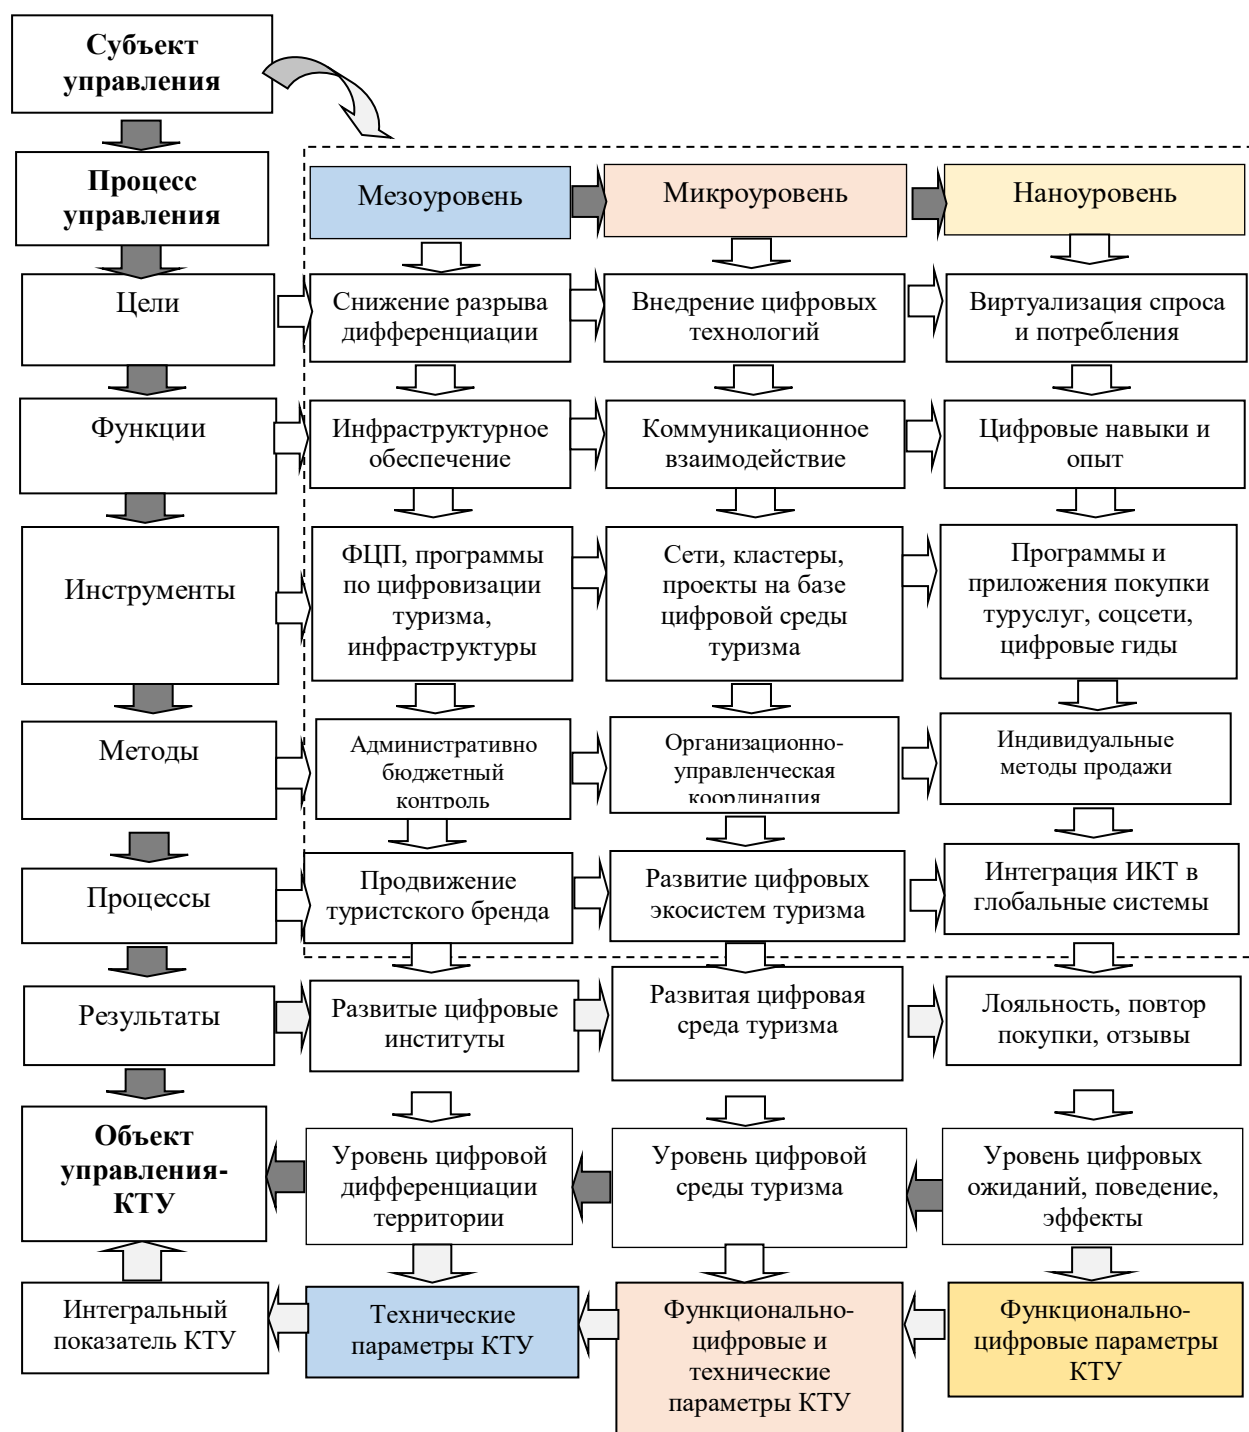 Субъект
управления
Процесс
управления
Мезоуровень
Микроуровень
Наноуровень
Цели
Снижение разрыва
дифференциации
Внедрение цифровых
технологий
Виртуализация спроса
и потребления
Функции
Инфраструктурное
обеспечение
Коммуникационное
взаимодействие
Цифровые навыки и
опыт
Инструменты
ФЦП, программы
по цифровизации
туризма,
инфраструктуры
Сети, кластеры,
проекты на базе
цифровой среды
туризма
Программы и
приложения покупки
туруслуг, соцсети,
цифровые гиды
Методы
Административно
бюджетный
контроль
Организационно-
управленческая
координация
Индивидуальные
методы продажи
Процессы
Продвижение
туристского бренда
Развитие цифровых
экосистем туризма
Интеграция ИКТ в
глобальные системы
Результаты
Развитые цифровые
институты
Развитая цифровая
среда туризма
Лояльность, повтор
покупки, отзывы
Объект
управления-
КТУ
Уровень цифровой
дифференциации
территории
Уровень цифровой
среды туризма
Уровень цифровых
ожиданий, поведение,
эффекты
Интегральный
показатель КТУ
Технические
параметры КТУ
Функционально-
цифровые и
технические
параметры КТУ
Функционально-
цифровые параметры
КТУ